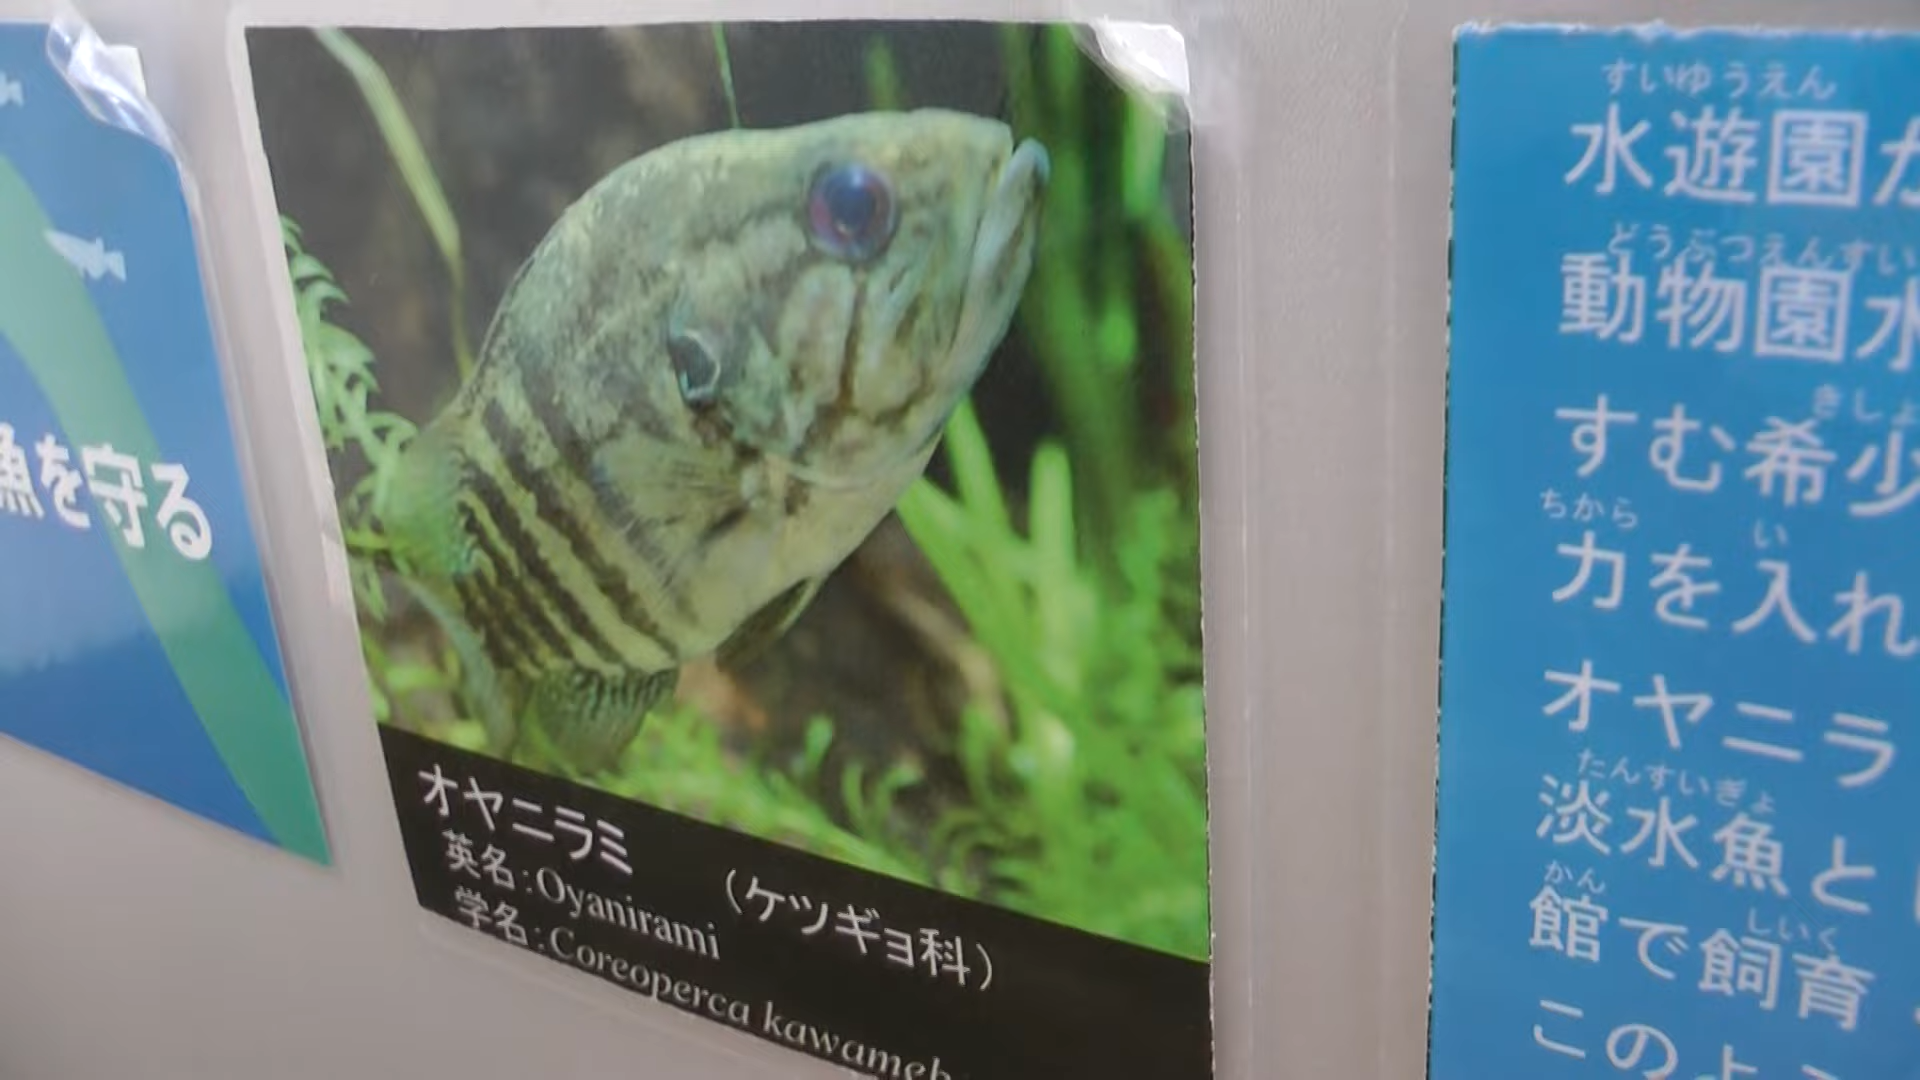 魚を守る
オヤニラミ
(ケツギョ科)
英名:Oyanirami
学名:Coreoperca kawameb
すいゆうえん
水遊園が
どうぶつえんすい
動物園水
きしょ
すむ希少
ちから い
力を入れ
オヤニラ
たんすいぎょ
淡水魚と
かん しいく
館で飼育
このよう